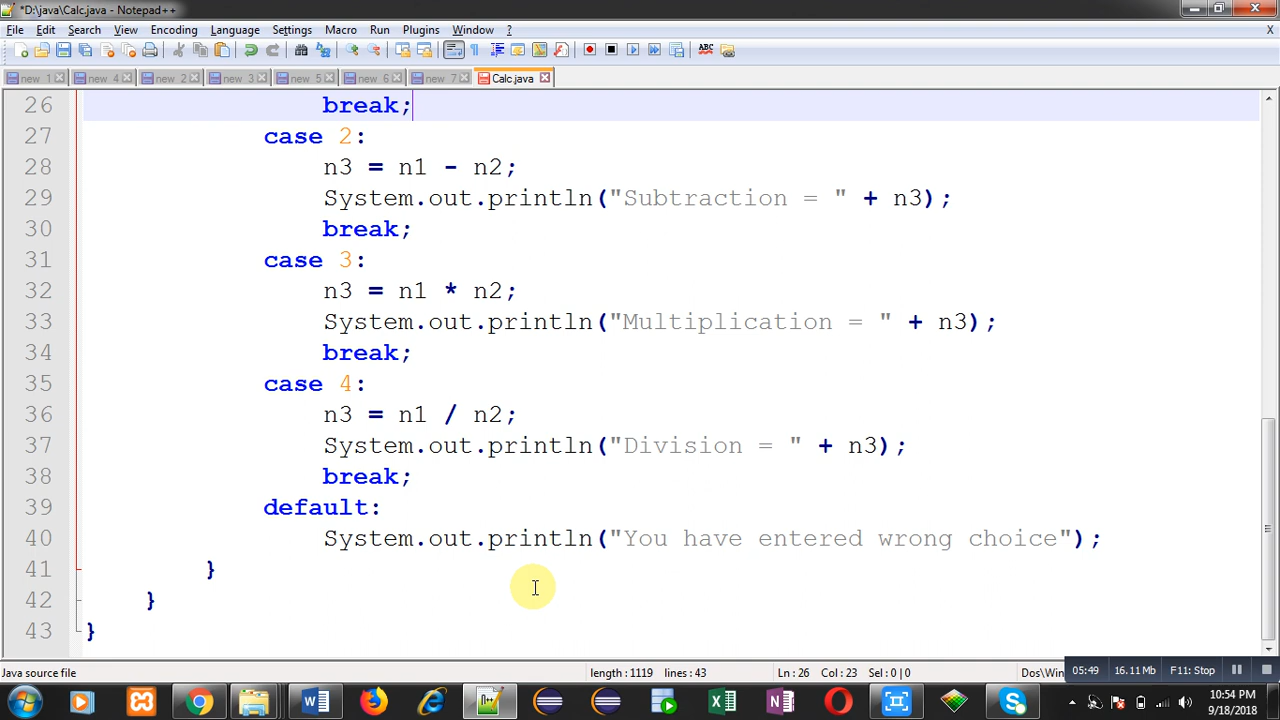 *D:\java\Calc.java - Notepad++
File Edit Search View Encoding Language Settings Macro Run Plugins Window ? X
new 1 new 4 new 2 new 3 new 5 new 6 new 7 Calc.java
26 break;
27 case 2:
28 n3 = n1 - n2;
29 System.out.println("Subtraction = " + n3);
30 break;
31 case 3:
32 n3 = n1 * n2;
33 System.out.println("Multiplication = " + n3);
34 break;
35 case 4:
36 n3 = n1 / n2;
37 System.out.println("Division = " + n3);
38 break;
39 default:
40 System.out.println("You have entered wrong choice");
41 }
42 }
43 }
Java source file length : 1119 lines : 43 Ln : 26 Col : 23 Sel : 0 | 0 Dos\Win 05:49 16.11 Mb F11: Stop
10:54 PM
9/18/2018